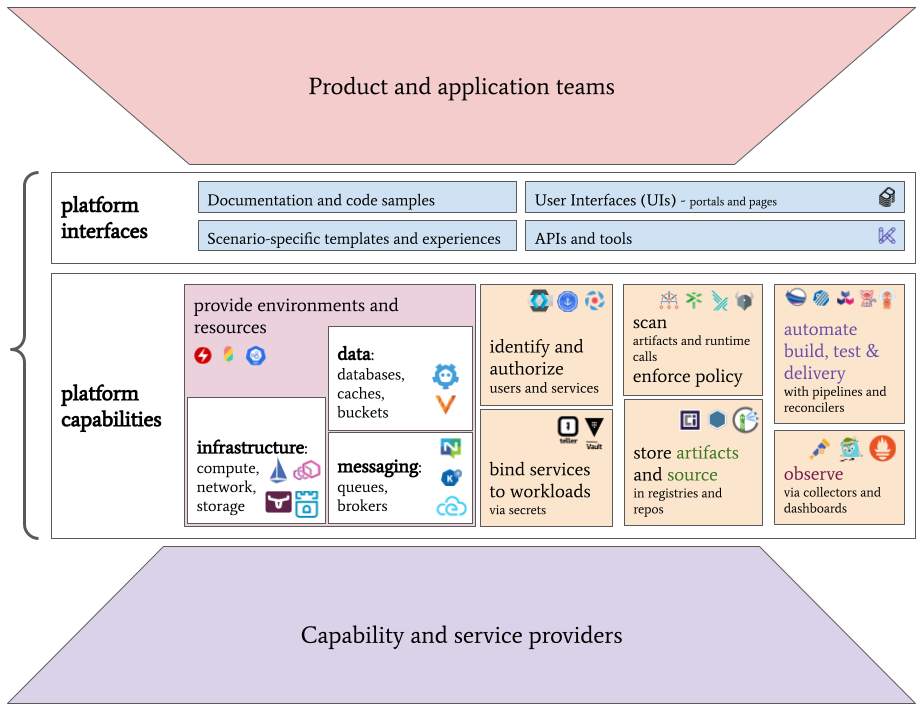 Product and application teams
platform
interfaces
Documentation and code samples
User Interfaces (UIs) - portals and pages
Scenario-specific templates and experiences
APIs and tools
platform
capabilities
provide environments and
resources
data:
databases,
caches,
buckets
infrastructure:
compute,
network,
storage
messaging:
queues,
brokers
identify and
authorize
users and services
teller
Vault
bind services
to workloads
via secrets
scan
artifacts and runtime
calls
enforce policy
store artifacts
and source
in registries and
repos
automate
build, test &
delivery
with pipelines and
reconcilers
observe
via collectors and
dashboards
Capability and service providers